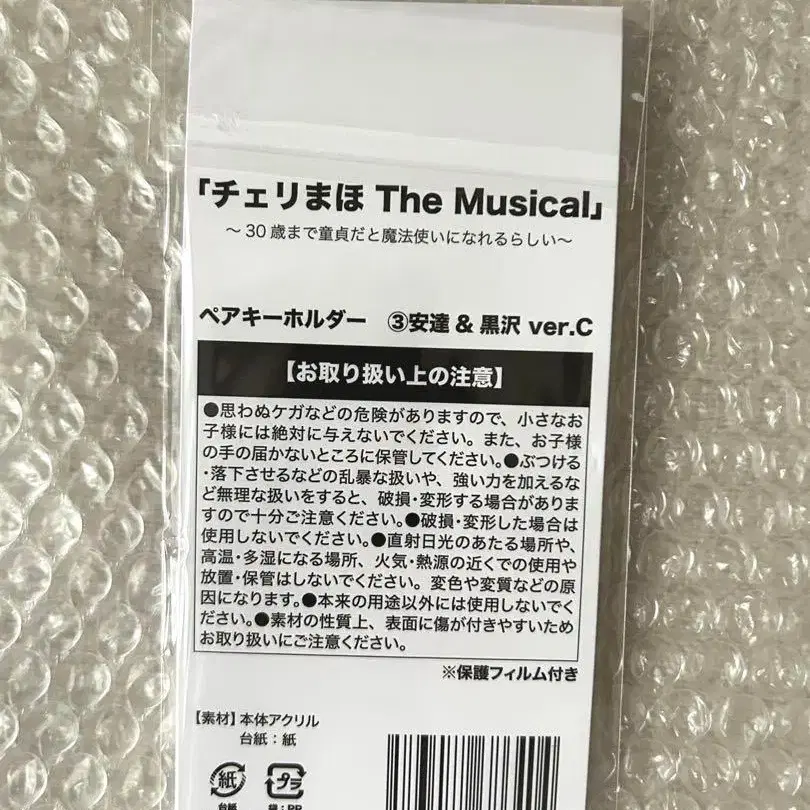 「チェリまほ The Musical」
～30歳まで童貞だと魔法使いになれるらしい～
ペアキーホルダー ③安達 & 黒沢 ver.C
【お取り扱い上の注意】
●思わぬケガなどの危険がありますので、小さなお
子様には絶対に与えないでください。また、お子様
の手の届かないところに保管してください。●ぶつける
・落下させるなどの乱暴な扱いや、強い力を加えるな
ど無理な扱いをすると、破損・変形する場合がありま
すので十分ご注意ください。●破損・変形した場合は
使用しないでください。●直射日光のあたる場所や、
高温・多湿になる場所、火気・熱源の近くでの使用や
放置・保管はしないでください。変色や変質などの原
因になります。●本来の用途以外には使用しないでく
ださい。●素材の性質上、表面に傷が付きやすいため
お取り扱いにご注意ください。
※保護フィルム付き
【素材】本体アクリル
台紙：紙
紙 プラ
台紙 袋：PP